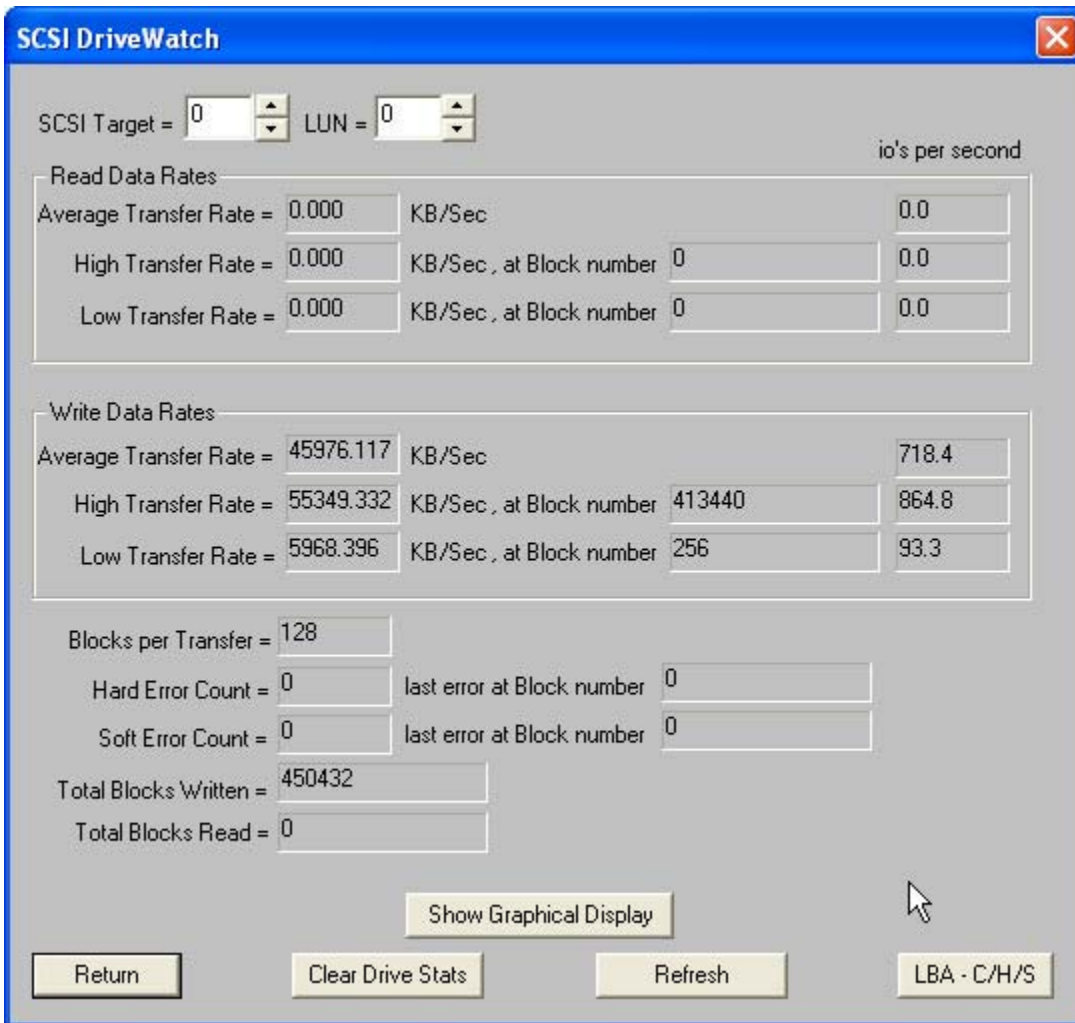 SCSI DriveWatch
SCSI Target = 0 LUN = 0
io's per second
Read Data Rates
Average Transfer Rate = 0.000 KB/Sec 0.0
High Transfer Rate = 0.000 KB/Sec , at Block number 0 0.0
Low Transfer Rate = 0.000 KB/Sec , at Block number 0 0.0
Write Data Rates
Average Transfer Rate = 45976.117 KB/Sec 718.4
High Transfer Rate = 55349.332 KB/Sec , at Block number 413440 864.8
Low Transfer Rate = 5968.396 KB/Sec , at Block number 256 93.3
Blocks per Transfer = 128
Hard Error Count = 0 last error at Block number 0
Soft Error Count = 0 last error at Block number 0
Total Blocks Written = 450432
Total Blocks Read = 0
Show Graphical Display
Return Clear Drive Stats Refresh LBA - C/H/S